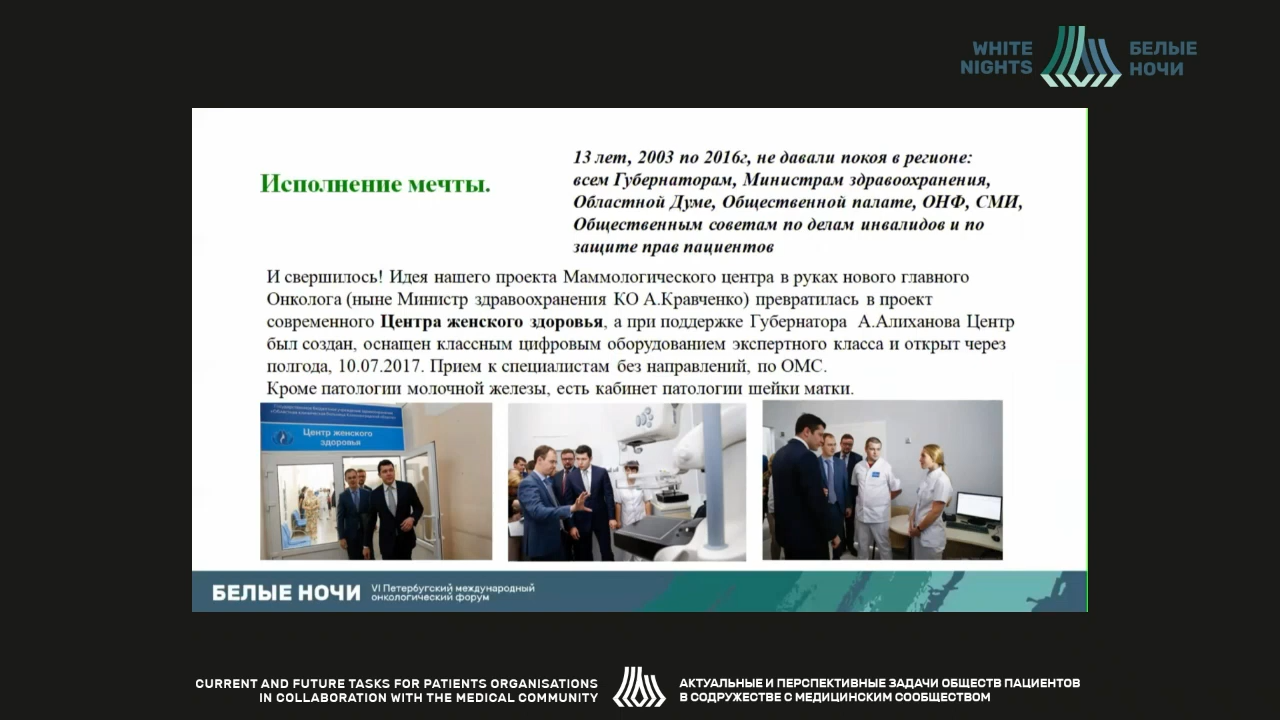 WHITE
NIGHTS
БЕЛЫЕ
НОЧИ
Исполнение мечты.
13 лет, 2003 по 2016г, не давали покоя в регионе:
всем Губернаторам, Министрам здравоохранения,
Областной Думе, Общественной палате, ОНФ, СМИ,
Общественным советам по делам инвалидов и по
защите прав пациентов
И свершилось! Идея нашего проекта Маммологического центра в руках нового главного
Онколога (ныне Министр здравоохранения КО А.Кравченко) превратилась в проект
современного Центра женского здоровья, а при поддержке Губернатора А.Алиханова Центр
был создан, оснащен классным цифровым оборудованием экспертного класса и открыт через
полгода, 10.07.2017. Прием к специалистам без направлений, по ОМС.
Кроме патологии молочной железы, есть кабинет патологии шейки матки.
Центр женского
здоровья
БЕЛЫЕ НОЧИ
VI Петербугский международный
онкологический форум
CURRENT AND FUTURE TASKS FOR PATIENTS ORGANISATIONS
IN COLLABORATION WITH THE MEDICAL COMMUNITY
АКТУАЛЬНЫЕ И ПЕРСПЕКТИВНЫЕ ЗАДАЧИ ОБЩЕСТВ ПАЦИЕНТОВ
В СОДРУЖЕСТВЕ С МЕДИЦИНСКИМ СООБЩЕСТВОМ